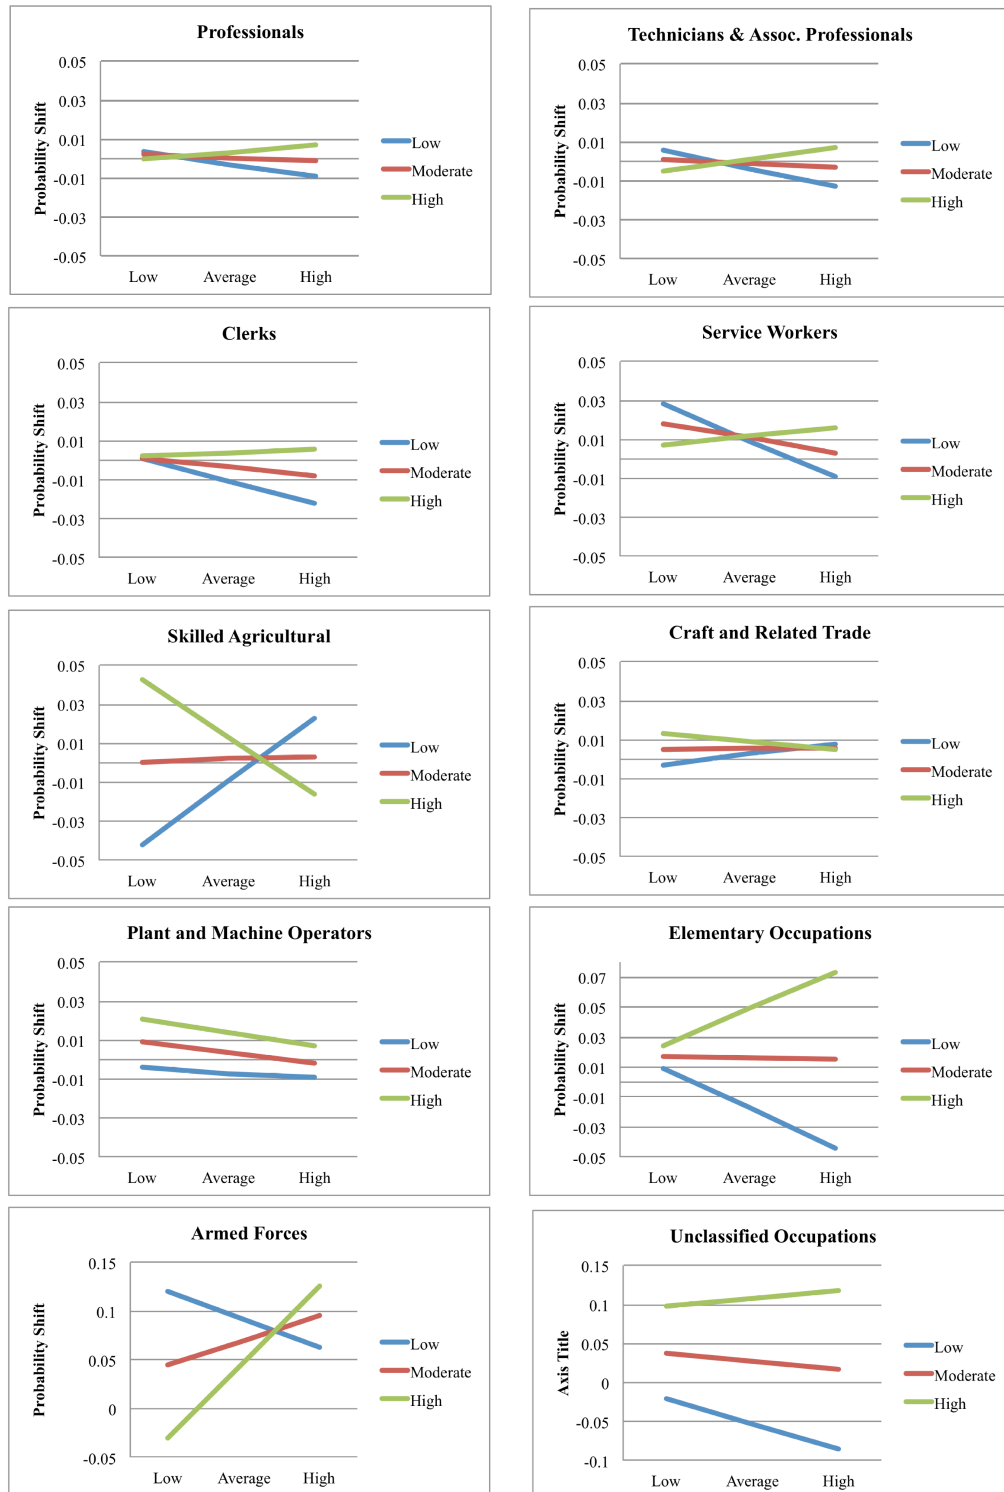 Professionals
0.05
0.03
0.01
-0.01
-0.03
-0.05
Probability Shift
Low Average High
Low
Moderate
High
Technicians & Assoc. Professionals
0.05
0.03
0.01
-0.01
-0.03
-0.05
Probability Shift
Low Average High
Low
Moderate
High
Clerks
0.05
0.03
0.01
-0.01
-0.03
-0.05
Probability Shift
Low Average High
Low
Moderate
High
Service Workers
0.05
0.03
0.01
-0.01
-0.03
-0.05
Probability Shift
Low Average High
Low
Moderate
High
Skilled Agricultural
0.05
0.03
0.01
-0.01
-0.03
-0.05
Probability Shift
Low Average High
Low
Moderate
High
Craft and Related Trade
0.05
0.03
0.01
-0.01
-0.03
-0.05
Probability Shift
Low Average High
Low
Moderate
High
Plant and Machine Operators
0.05
0.03
0.01
-0.01
-0.03
-0.05
Probability Shift
Low Average High
Low
Moderate
High
Elementary Occupations
0.07
0.05
0.03
0.01
-0.01
-0.03
-0.05
Probability Shift
Low Average High
Low
Moderate
High
Armed Forces
0.15
0.1
0.05
0
-0.05
Probability Shift
Low Average High
Low
Moderate
High
Unclassified Occupations
0.15
0.1
0.05
0
-0.05
-0.1
Axis Title
Low Average High
Low
Moderate
High